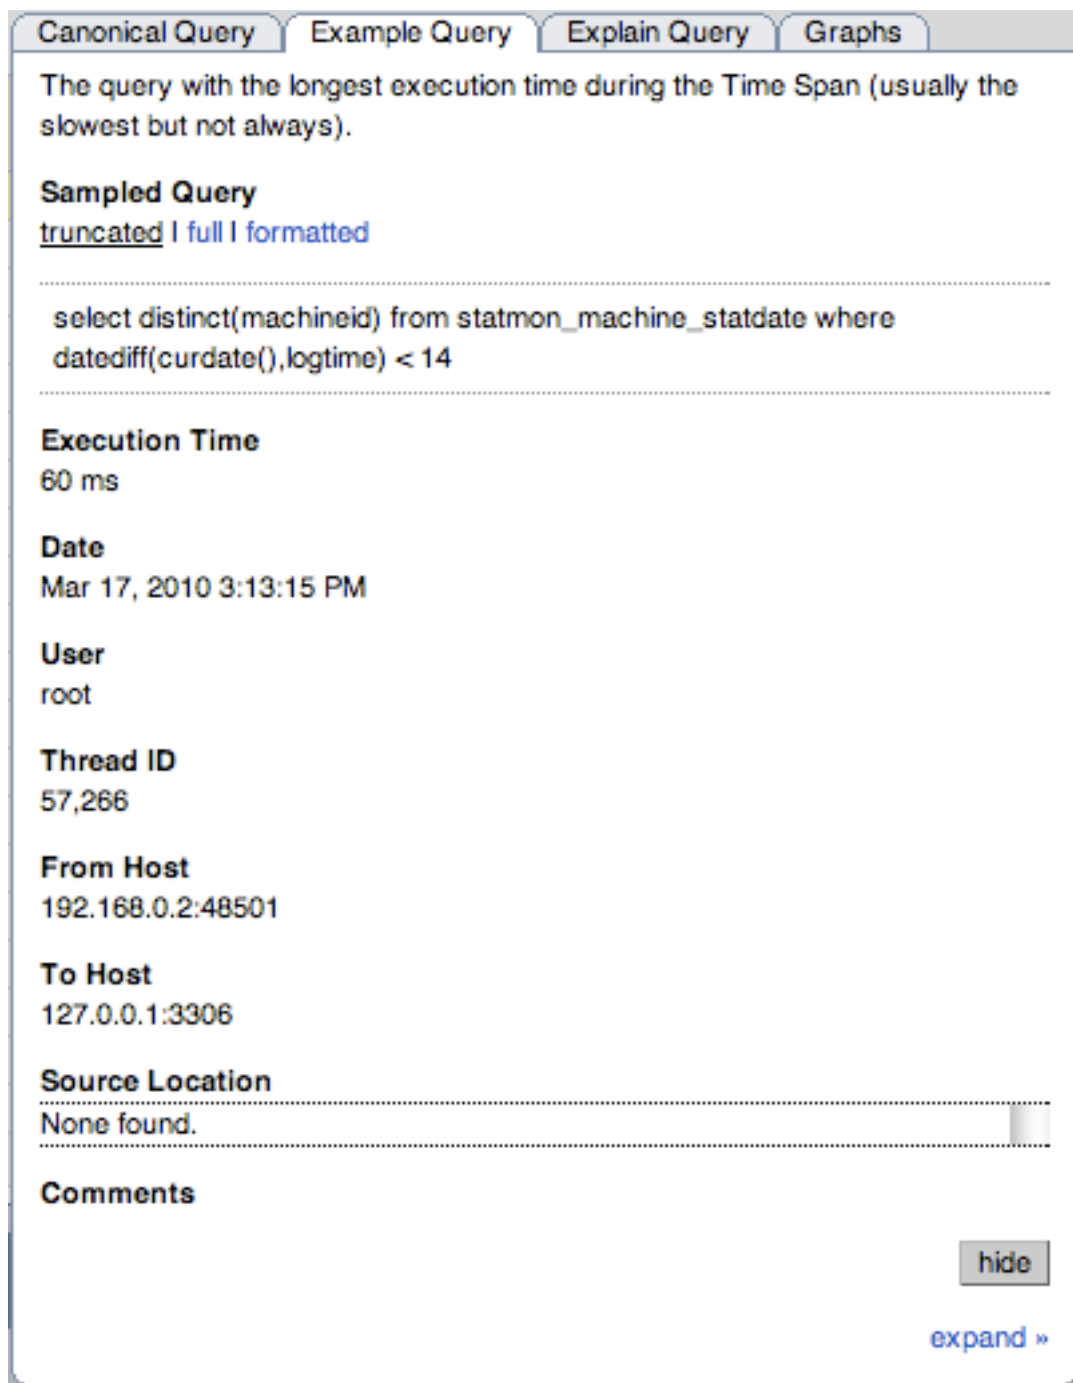 Canonical Query Example Query Explain Query Graphs
The query with the longest execution time during the Time Span (usually the
slowest but not always).
Sampled Query
truncated | full | formatted
select distinct(machineid) from statmon_machine_statdate where
datediff(curdate(),logtime) < 14
Execution Time
60 ms
Date
Mar 17, 2010 3:13:15 PM
User
root
Thread ID
57,266
From Host
192.168.0.2:48501
To Host
127.0.0.1:3306
Source Location
None found.
Comments
hide
expand »